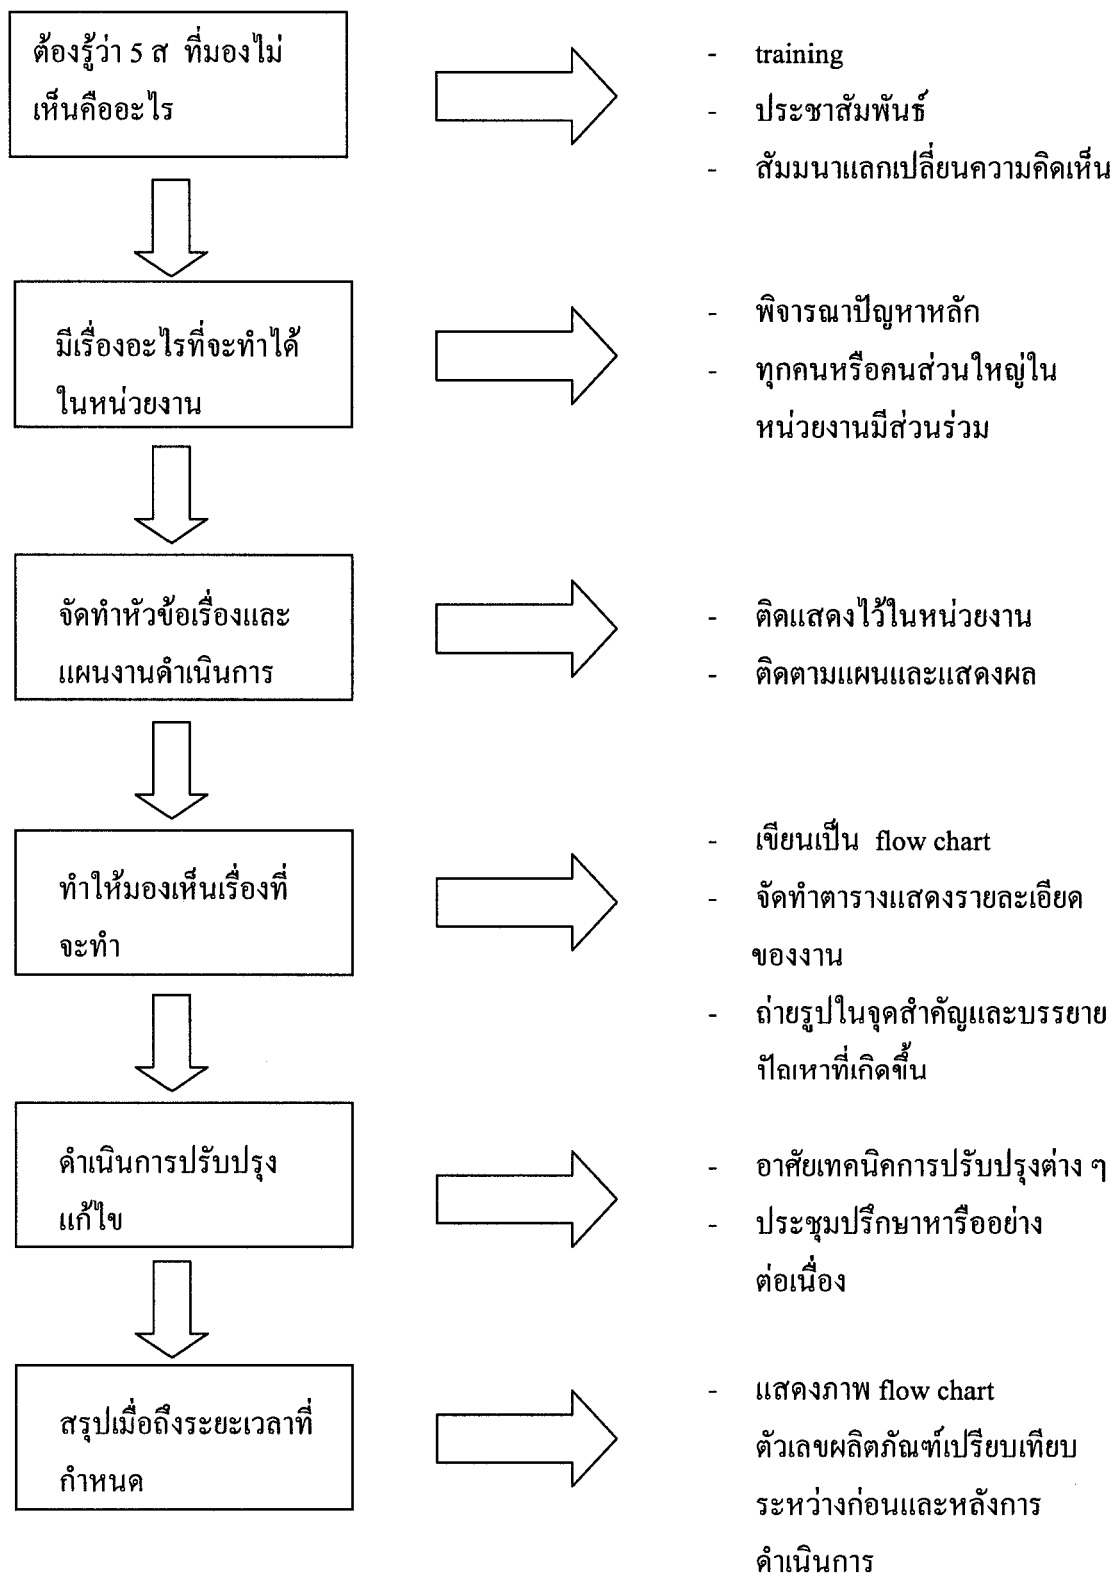 ต้องรู้ว่า 5 ส ที่มองไม่
เห็นคืออะไร
- training
- ประชาสัมพันธ์
- สัมมนาแลกเปลี่ยนความคิดเห็น
มีเรื่องอะไรที่จะทำได้
ในหน่วยงาน
- พิจารณาปัญหาหลัก
- ทุกคนหรือคนส่วนใหญ่ใน
หน่วยงานมีส่วนร่วม
จัดทำหัวข้อเรื่องและ
แผนงานดำเนินการ
- ติดแสดงไว้ในหน่วยงาน
- ติดตามแผนและแสดงผล
ทำให้มองเห็นเรื่องที่
จะทำ
- เขียนเป็น flow chart
- จัดทำตารางแสดงรายละเอียด
ของงาน
- ถ่ายรูปในจุดสำคัญและบรรยาย
ปัญหาที่เกิดขึ้น
ดำเนินการปรับปรุง
แก้ไข
- อาศัยเทคนิคการปรับปรุงต่าง ๆ
- ประชุมปรึกษาหารืออย่าง
ต่อเนื่อง
สรุปเมื่อถึงระยะเวลาที่
กำหนด
- แสดงภาพ flow chart
ตัวเลขผลิตภัณฑ์เปรียบเทียบ
ระหว่างก่อนและหลังการ
ดำเนินการ